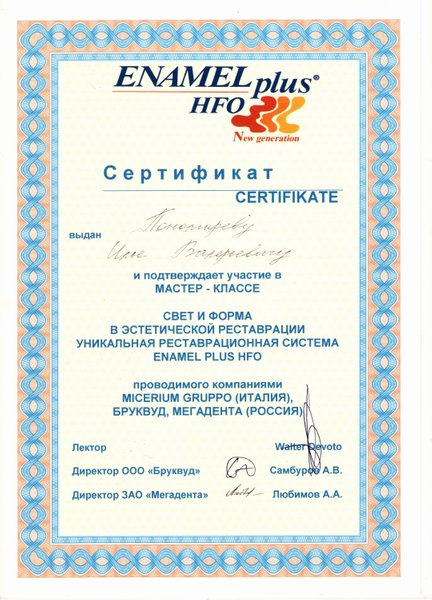 ENAMEL plus®
HFO
New generation
Сертификат
CERTIFIKATE
выдан Пономареву
Илье Валерьевичу
и подтверждает участие в
МАСТЕР - КЛАССЕ
СВЕТ И ФОРМА
В ЭСТЕТИЧЕСКОЙ РЕСТАВРАЦИИ
УНИКАЛЬНАЯ РЕСТАВРАЦИОННАЯ СИСТЕМА
ENAMEL PLUS HFO
проводимого компаниями
MICERIUM GRUPPO (ИТАЛИЯ),
БРУКВУД, МЕГАДЕНТА (РОССИЯ)
Лектор Walter Devoto
Директор ООО «Бруквуд» Самбуров А.В.
Директор ЗАО «Мегадента» Любимов А.А.